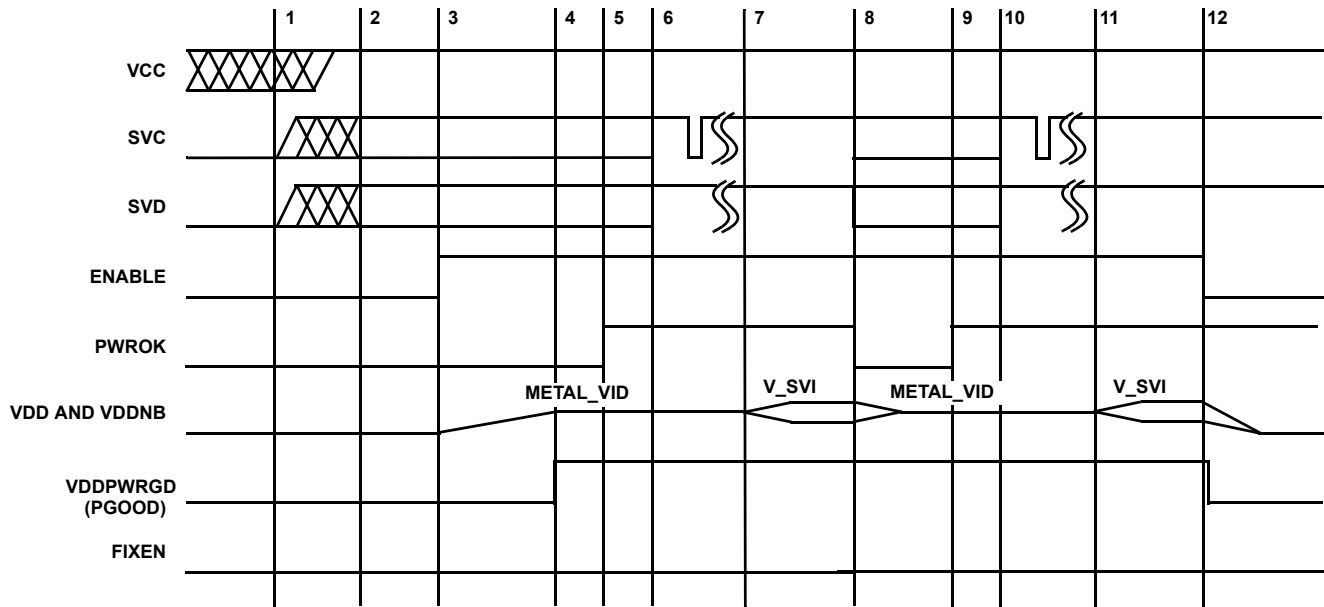 1 2 3 4 5 6 7 8 9 10 11 12
VCC
SVC
SVD
ENABLE
PWROK
METAL_VID V_SVI METAL_VID V_SVI
VDD AND VDDNB
VDDPWRGD
(PGOOD)
FIXEN